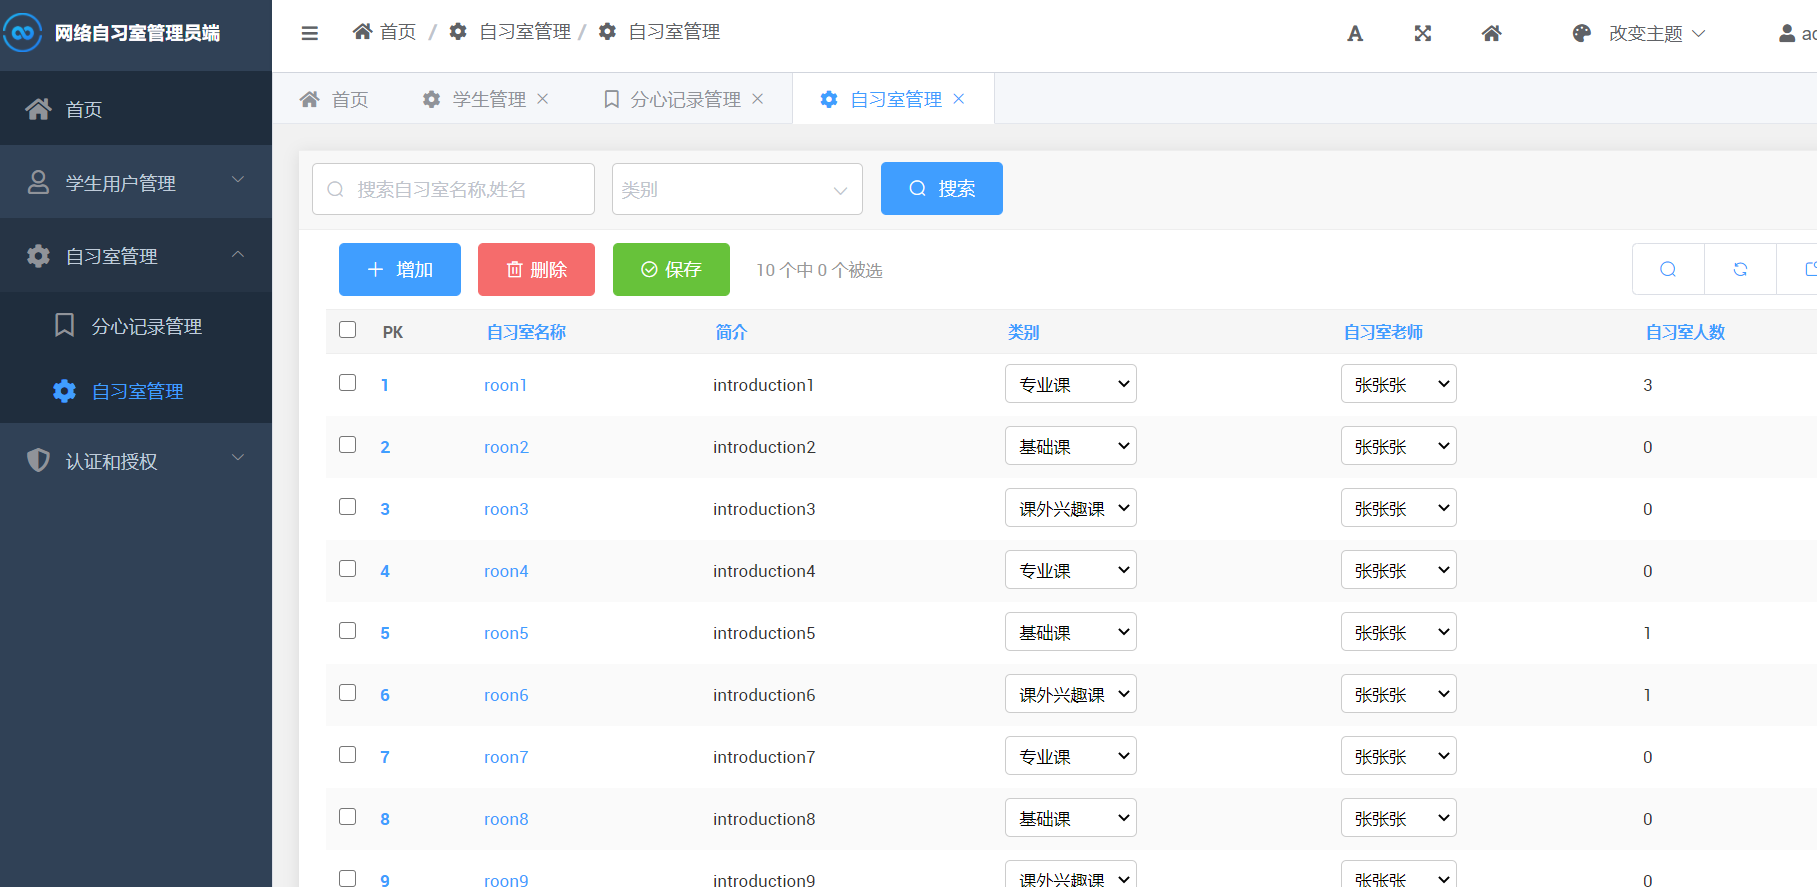 网络自习室管理员端
首页 / 自习室管理 / 自习室管理
A
改变主题
首页
学生管理
分心记录管理
自习室管理
首页
学生用户管理
自习室管理
分心记录管理
自习室管理
认证和授权
搜索自习室名称,姓名
类别
搜索
增加
删除
保存
10 个中 0 个被选
PK 自习室名称 简介 类别 自习室老师 自习室人数
1 roon1 introduction1 专业课 张张张 3
2 roon2 introduction2 基础课 张张张 0
3 roon3 introduction3 课外兴趣课 张张张 0
4 roon4 introduction4 专业课 张张张 0
5 roon5 introduction5 基础课 张张张 1
6 roon6 introduction6 课外兴趣课 张张张 1
7 roon7 introduction7 专业课 张张张 0
8 roon8 introduction8 基础课 张张张 0
9 roon9 introduction9 课外兴趣课 张张张 0